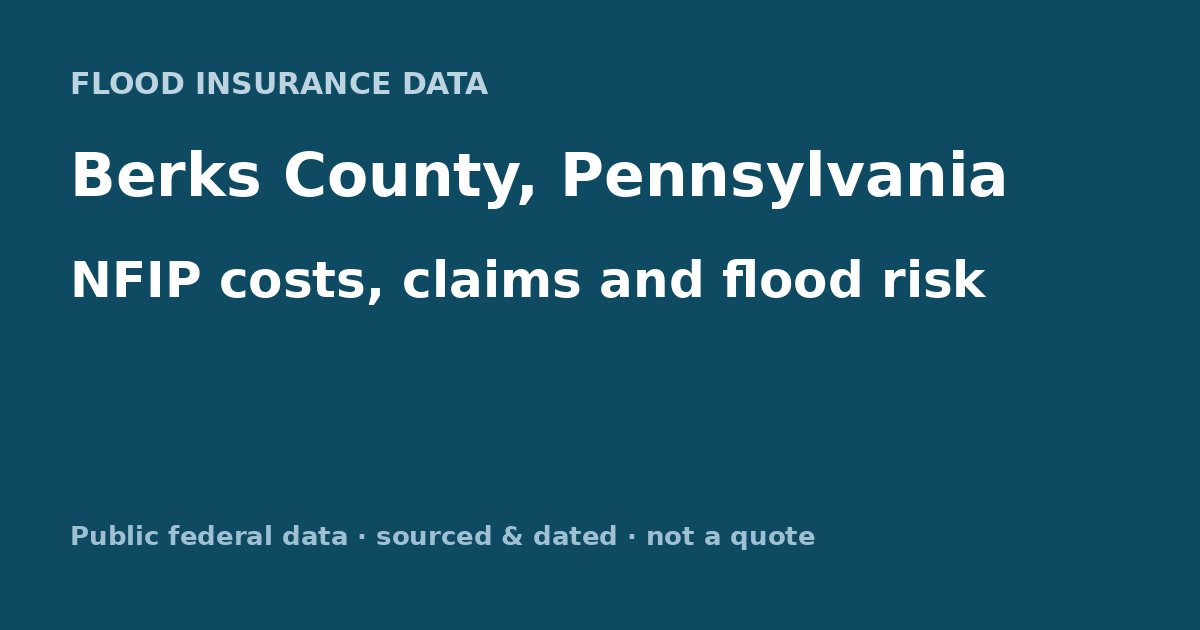 FLOOD INSURANCE DATA
Berks County, Pennsylvania
NFIP costs, claims and flood risk
Public federal data · sourced & dated · not a quote